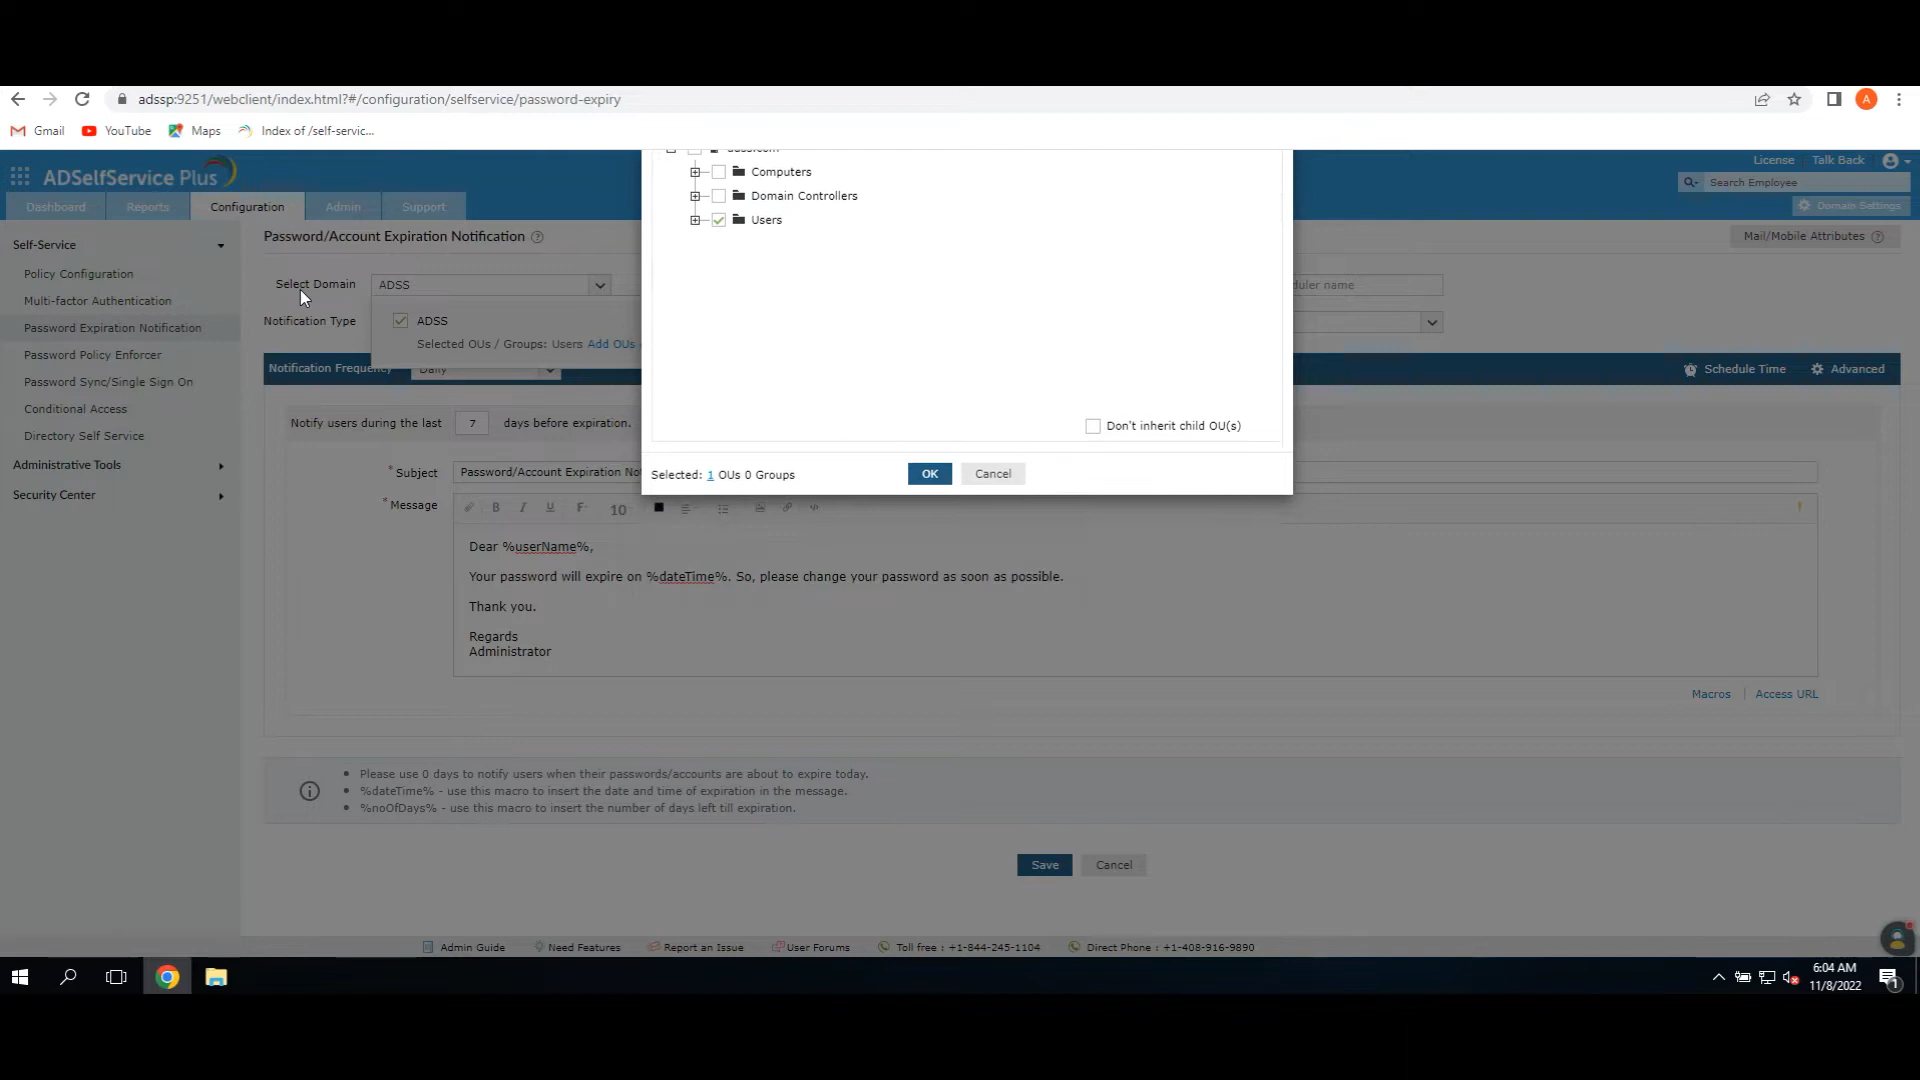 adssp:9251/webclient/index.html?#/configuration/selfservice/password-expiry
A
Gmail YouTube Maps Index of /self-servic...
ADSelfService Plus
License Talk Back
Search Employee
Dashboard Reports Configuration Admin Support
Domain Settings
Computers
Domain Controllers
Users
Self-Service
Policy Configuration
Multi-factor Authentication
Password Expiration Notification
Password Policy Enforcer
Password Sync/Single Sign On
Conditional Access
Directory Self Service
Administrative Tools
Security Center
Password/Account Expiration Notification
Mail/Mobile Attributes
Select Domain ADSS
duler name
Notification Type
ADSS
Selected OUs / Groups: Users Add OUs
Notification Frequency Daily
Schedule Time Advanced
Notify users during the last 7 days before expiration.
Don't inherit child OU(s)
Selected: 1 OUs 0 Groups OK Cancel
* Subject Password/Account Expiration No
* Message
B I U F 10
Dear %userName%,
Your password will expire on %dateTime%. So, please change your password as soon as possible.
Thank you.
Regards
Administrator
Macros | Access URL
Please use 0 days to notify users when their passwords/accounts are about to expire today.
%dateTime% - use this macro to insert the date and time of expiration in the message.
%noOfDays% - use this macro to insert the number of days left till expiration.
Save Cancel
Admin Guide Need Features Report an Issue User Forums Toll free : +1-844-245-1104 Direct Phone : +1-408-916-9890
6:04 AM
11/8/2022
1